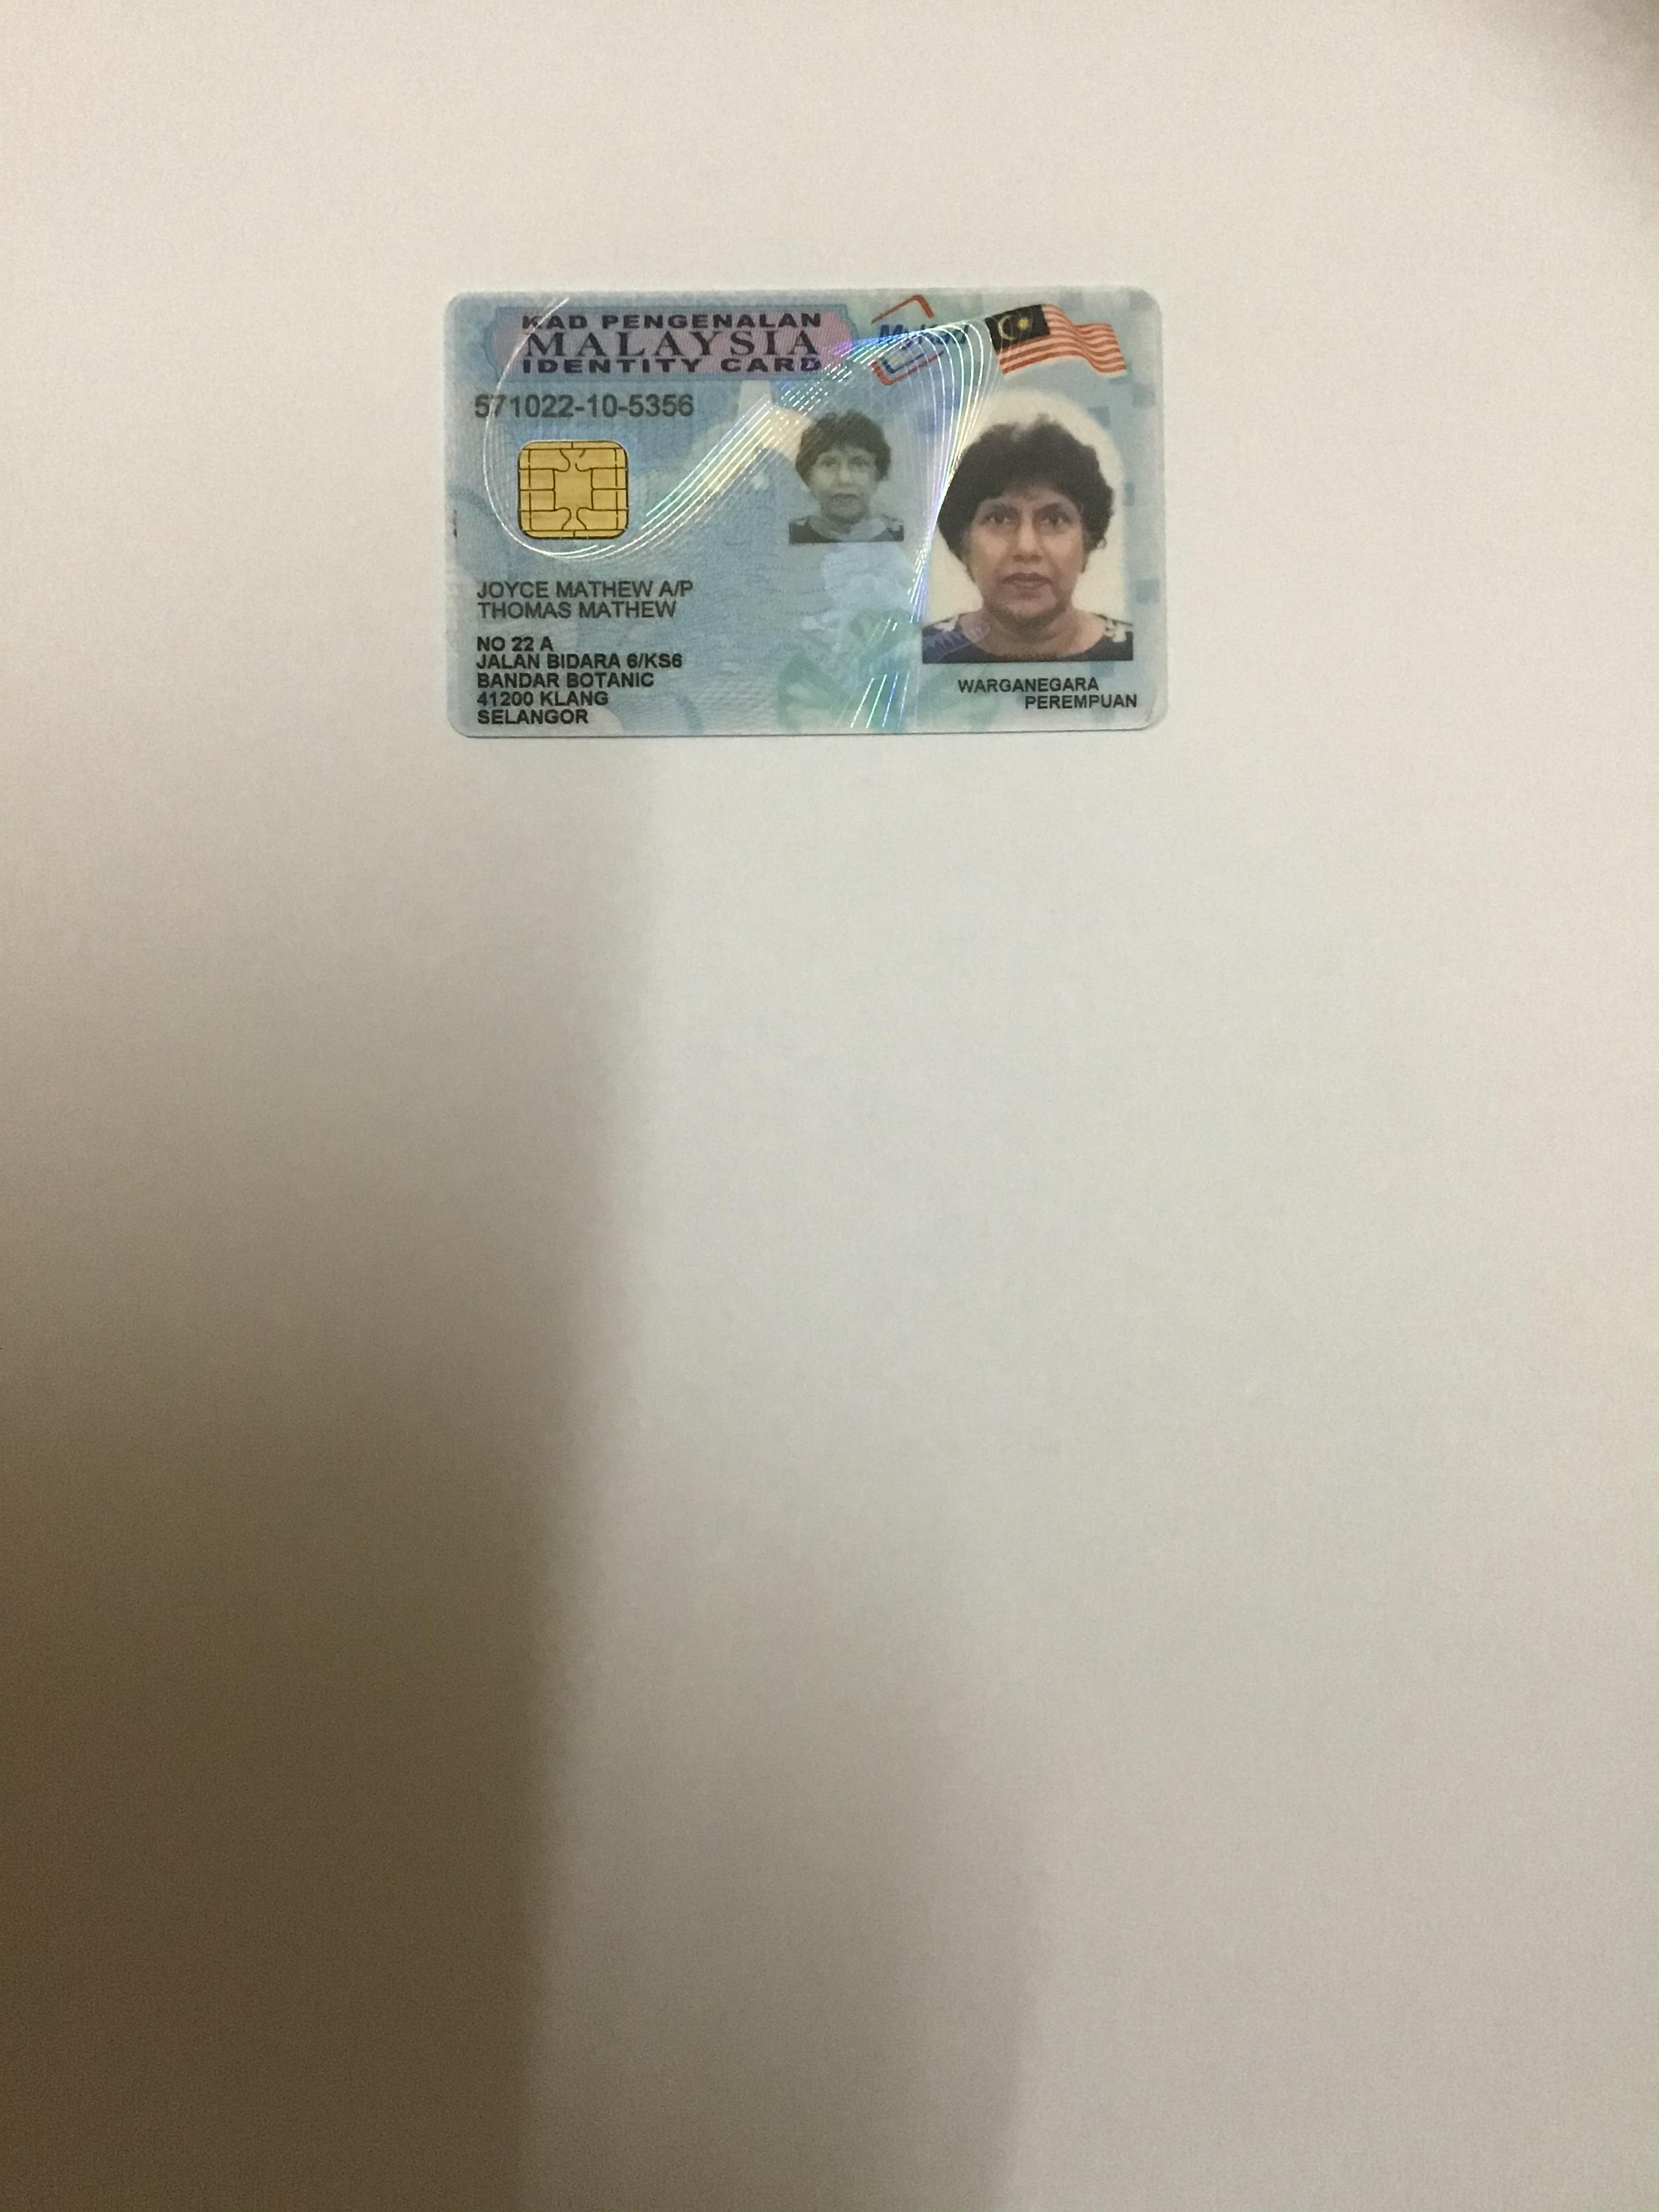 KAD PENGENALAN
MALAYSIA
IDENTITY CARD
MyKad
571022-10-5356
JOYCE MATHEW A/P
THOMAS MATHEW
NO 22 A
JALAN BIDARA 6/KS6
BANDAR BOTANIC
41200 KLANG
SELANGOR
WARGANEGARA
PEREMPUAN